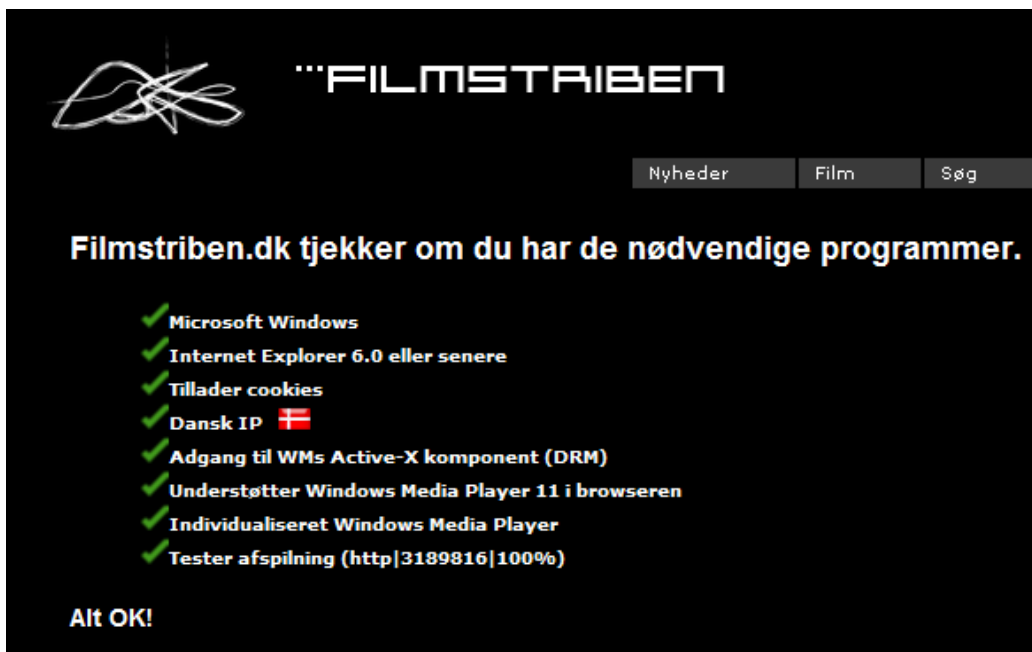 FILMSTRIBEN
Nyheder Film Søg
Filmstriben.dk tjekker om du har de nødvendige programmer.
Microsoft Windows
Internet Explorer 6.0 eller senere
Tillader cookies
Dansk IP
Adgang til WMs Active-X komponent (DRM)
Understøtter Windows Media Player 11 i browseren
Individualiseret Windows Media Player
Tester afspilning (http|3189816|100%)
Alt OK!